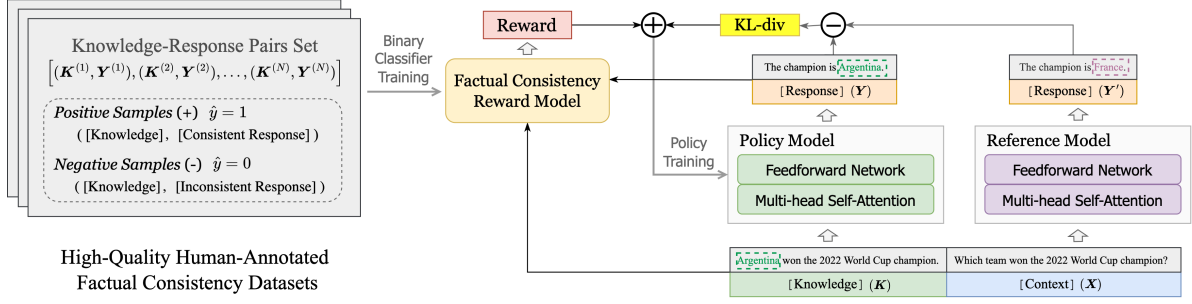 Knowledge-Response Pairs Set
[(K^(1), Y^(1)), (K^(2), Y^(2)), . . . , (K^(N), Y^(N))]
Positive Samples (+) ŷ = 1
([Knowledge], [Consistent Response])
Negative Samples (-) ŷ = 0
([Knowledge], [Inconsistent Response])
High-Quality Human-Annotated
Factual Consistency Datasets
Binary
Classifier
Training
Reward
Factual Consistency
Reward Model
+
KL-div
−
Policy
Training
The champion is Argentina.
[Response] (Y)
Policy Model
Feedforward Network
Multi-head Self-Attention
The champion is France.
[Response] (Y′)
Reference Model
Feedforward Network
Multi-head Self-Attention
Argentina won the 2022 World Cup champion.
[Knowledge] (K)
Which team won the 2022 World Cup champion?
[Context] (X)